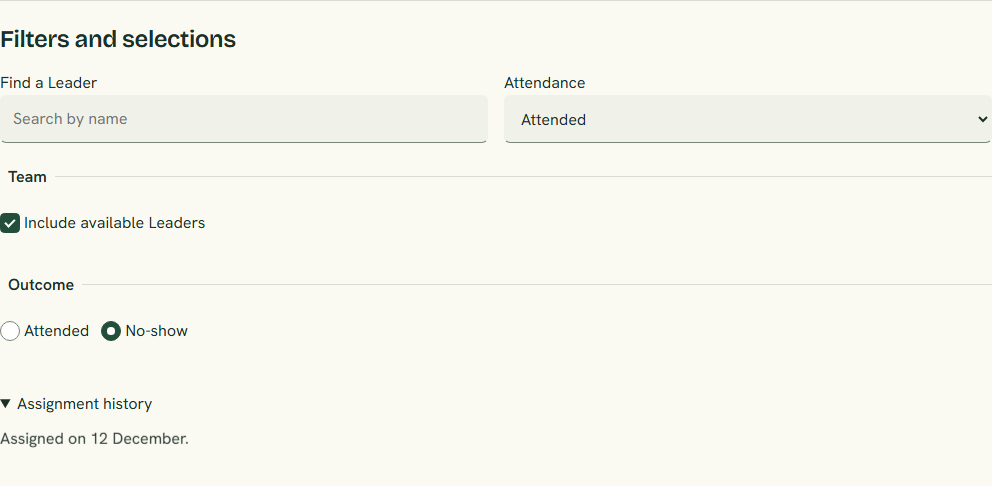 Filters and selections
Find a Leader
Search by name
Attendance
Attended
Team
Include available Leaders
Outcome
Attended No-show
Assignment history
Assigned on 12 December.